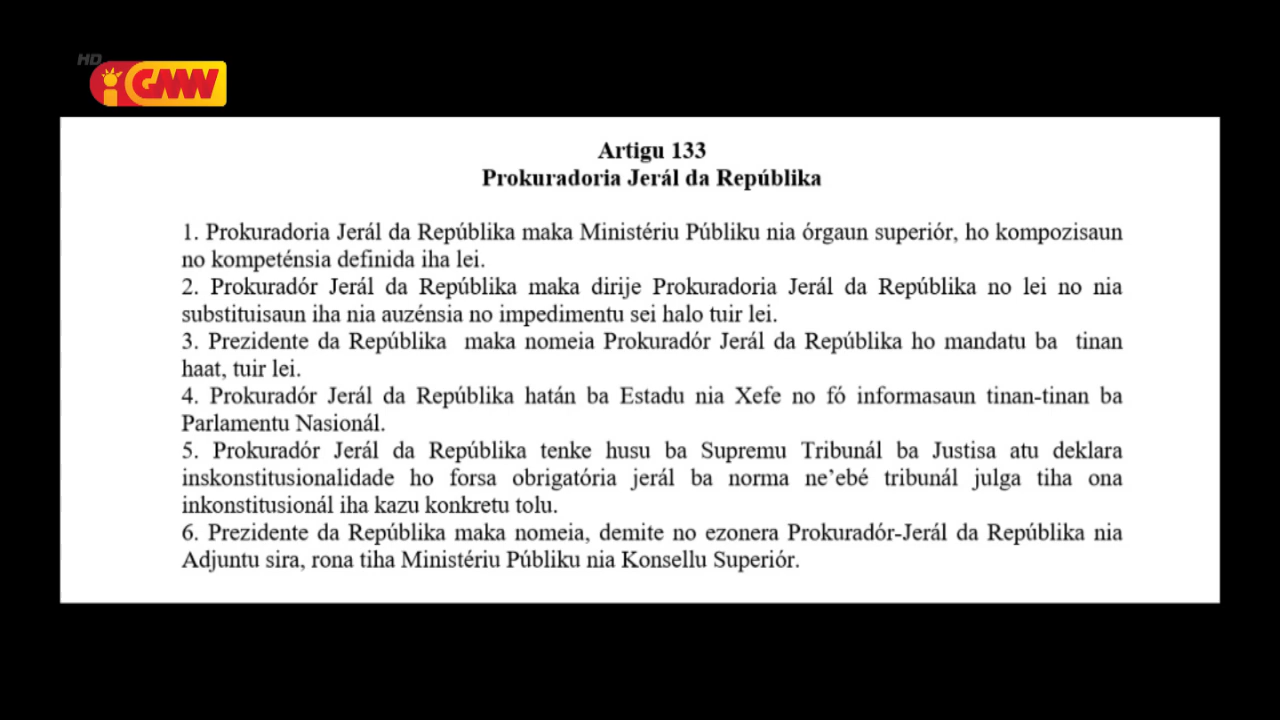 HD
GMN
Artigu 133
Prokuradoria Jerál da Repúblika
1. Prokuradoria Jerál da Repúblika maka Ministériu Públiku nia órgaun superiór, ho kompozisaun
no kompeténsia definida iha lei.
2. Prokuradór Jerál da Repúblika maka dirije Prokuradoria Jerál da Repúblika no lei no nia
substituisaun iha nia auzénsia no impedimentu sei halo tuir lei.
3. Prezidente da Repúblika maka nomeia Prokuradór Jerál da Repúblika ho mandatu ba tinan
haat, tuir lei.
4. Prokuradór Jerál da Repúblika hatán ba Estadu nia Xefe no fó informasaun tinan-tinan ba
Parlamentu Nasionál.
5. Prokuradór Jerál da Repúblika tenke husu ba Supremu Tribunál ba Justisa atu deklara
inskonstitusionalidade ho forsa obrigatória jerál ba norma ne’ebé tribunál julga tiha ona
inkonstitusionál iha kazu konkretu tolu.
6. Prezidente da Repúblika maka nomeia, demite no ezonera Prokuradór-Jerál da Repúblika nia
Adjuntu sira, rona tiha Ministériu Públiku nia Konsellu Superiór.